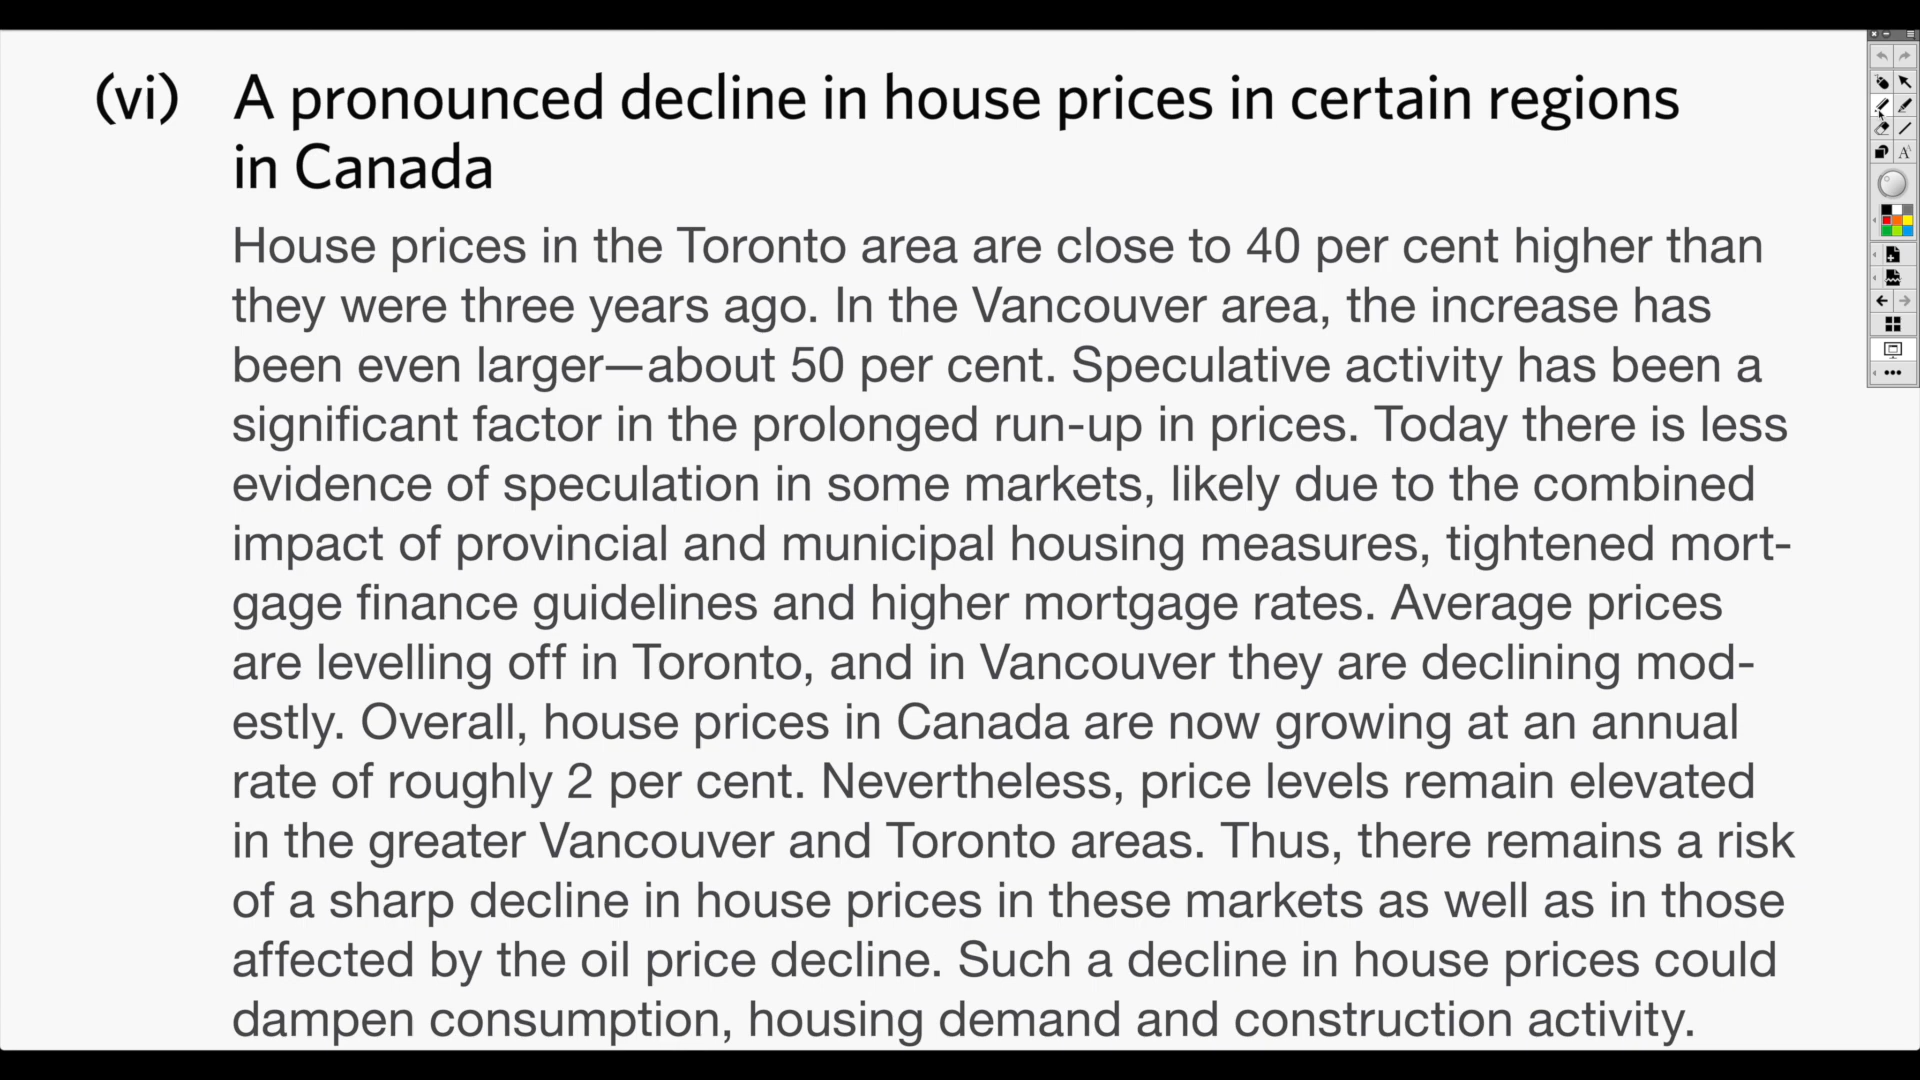 (vi) A pronounced decline in house prices in certain regions
in Canada
House prices in the Toronto area are close to 40 per cent higher than
they were three years ago. In the Vancouver area, the increase has
been even larger—about 50 per cent. Speculative activity has been a
significant factor in the prolonged run-up in prices. Today there is less
evidence of speculation in some markets, likely due to the combined
impact of provincial and municipal housing measures, tightened mort-
gage finance guidelines and higher mortgage rates. Average prices
are levelling off in Toronto, and in Vancouver they are declining mod-
estly. Overall, house prices in Canada are now growing at an annual
rate of roughly 2 per cent. Nevertheless, price levels remain elevated
in the greater Vancouver and Toronto areas. Thus, there remains a risk
of a sharp decline in house prices in these markets as well as in those
affected by the oil price decline. Such a decline in house prices could
dampen consumption, housing demand and construction activity.
A